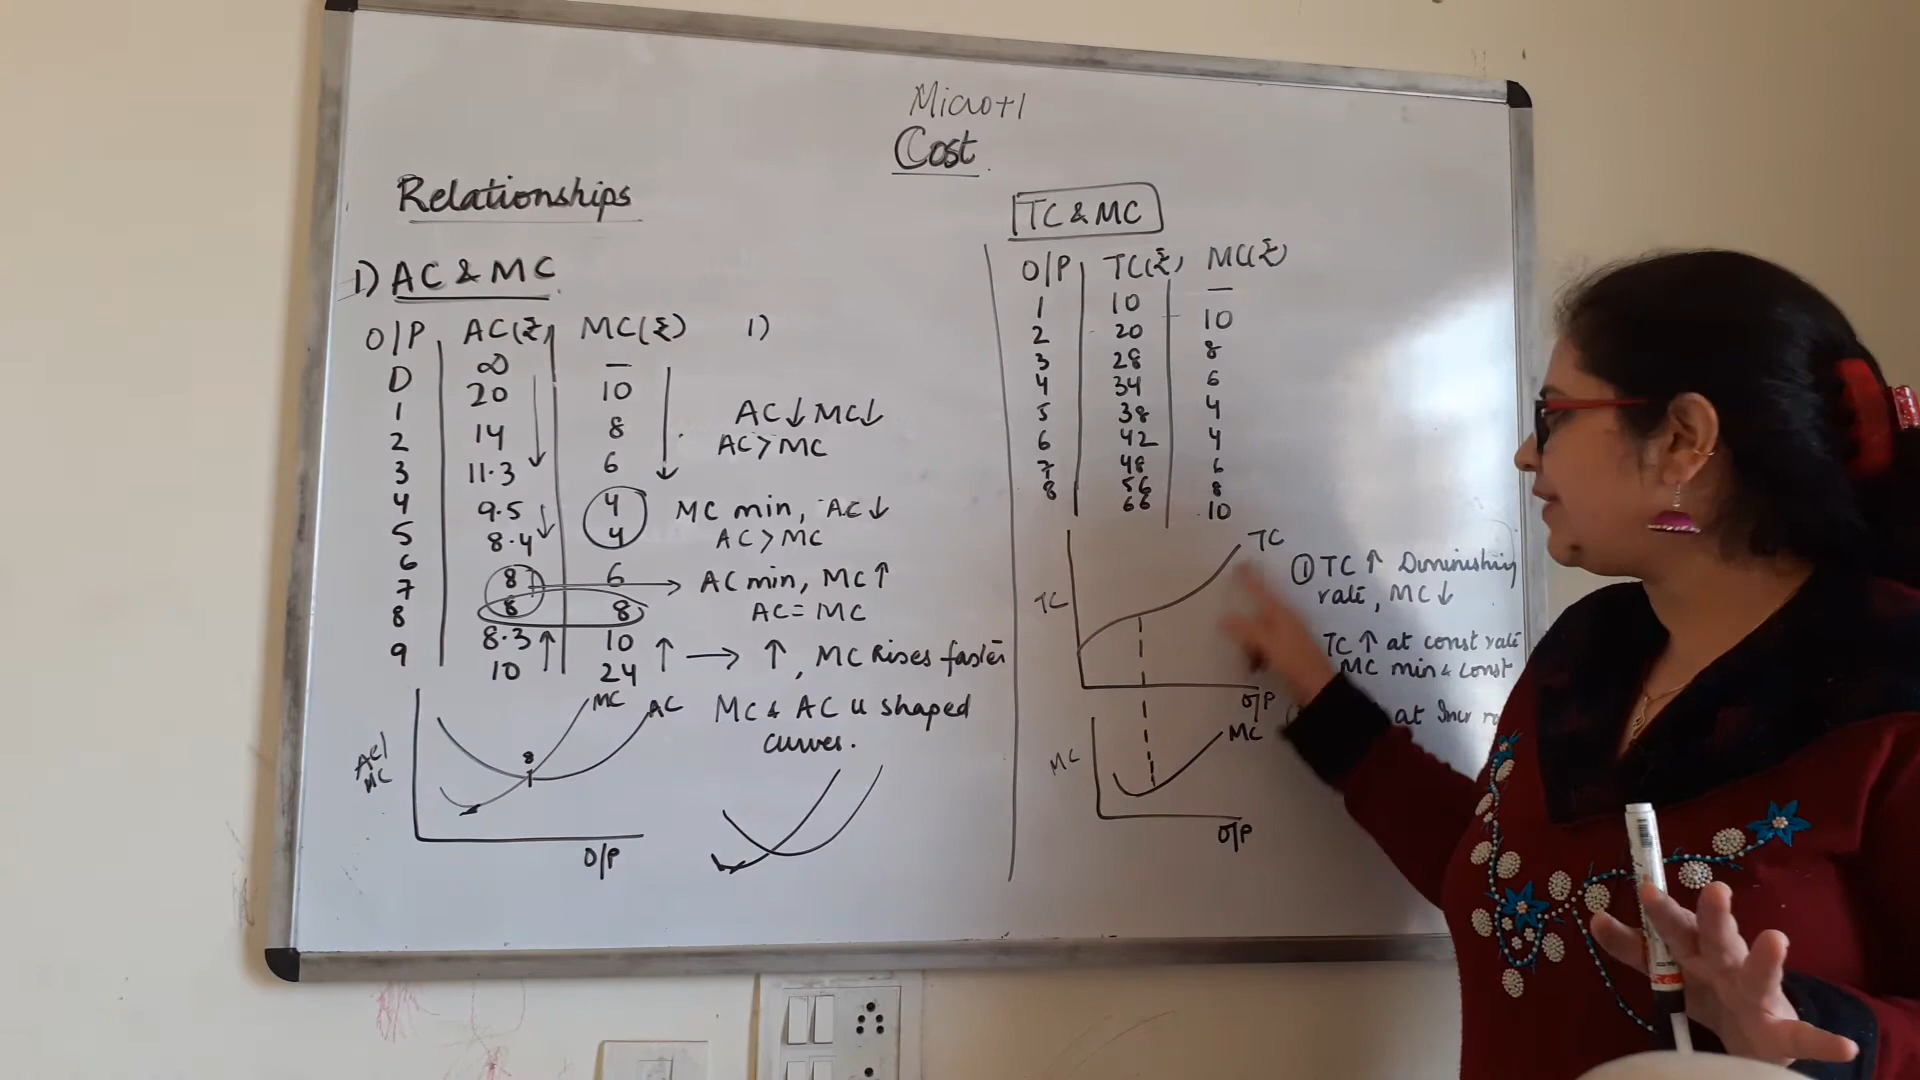 Micro +1
Cost
Relationships
1) AC & MC
O/P AC(₹) MC(₹) 1)
0 ∞ —
1 20 10
2 14 8
3 11.3 6
4 9.5 4
5 8.4 4
6 8 6
7 8 8
8 8.3 10
9 10 24
AC↓ MC↓
AC > MC
MC min, AC↓
AC > MC
AC min, MC↑
AC = MC
↑ → ↑, MC Rises faster
MC & AC U shaped
curves.
AC/
MC
MC
AC
8
O/P
TC & MC
O/P TC(₹) MC(₹)
1 10 —
2 20 10
3 28 8
4 34 6
5 38 4
6 42 4
7 48 6
8 56 8
66 10
TC
TC
O/P
MC
MC
O/P
① TC ↑ Diminishing
rate, MC ↓
TC ↑ at const rate
MC min & const
at Incr